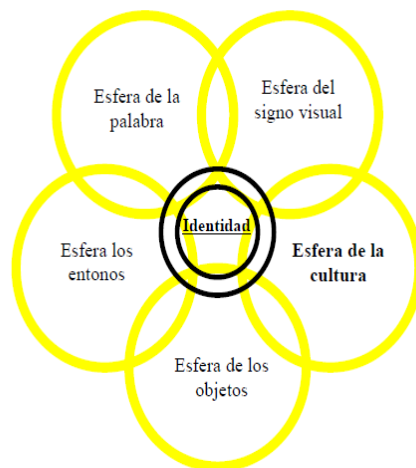 Esfera de la
palabra
Esfera del
signo visual
Identidad
Esfera los
entonos
Esfera de la
cultura
Esfera de los
objetos